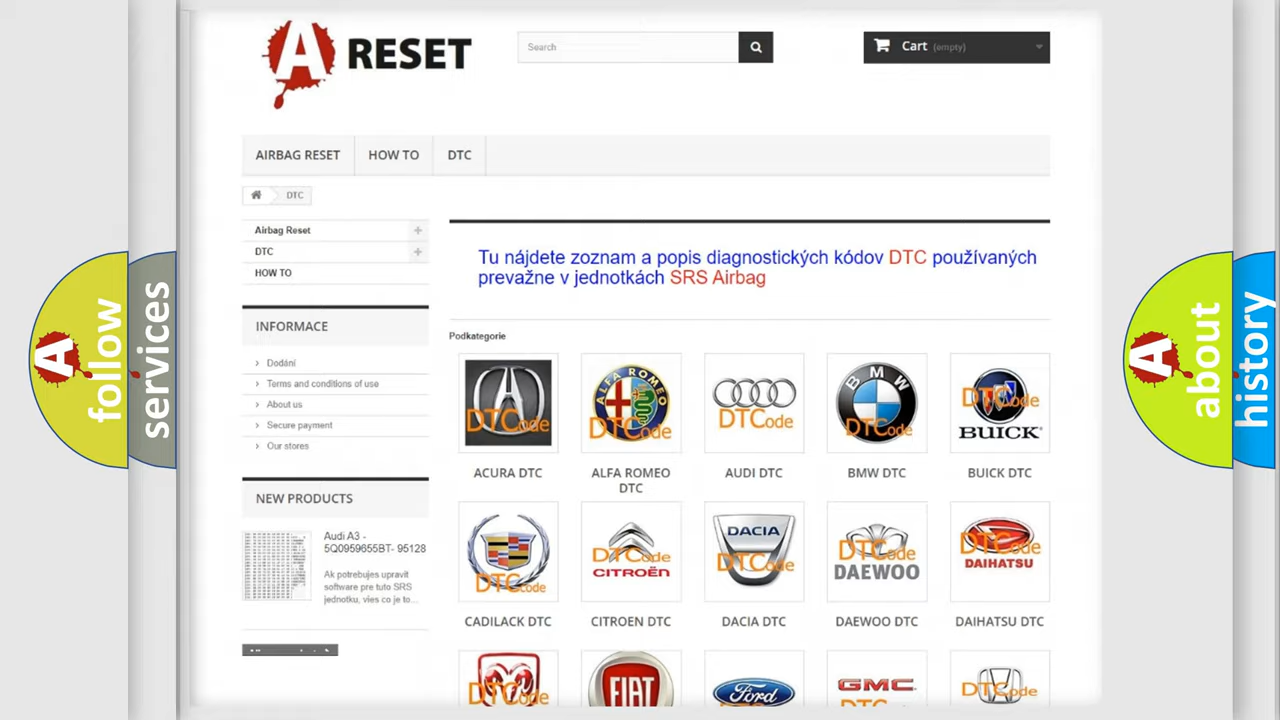 A RESET
Search
Cart (empty)
AIRBAG RESET
HOW TO
DTC
DTC
Airbag Reset
DTC
HOW TO
INFORMACE
Dodání
Terms and conditions of use
About us
Secure payment
Our stores
NEW PRODUCTS
Audi A3 -
5Q0959655BT- 95128
Ak potrebujes upravit
software pre tuto SRS
jednotku, vies co je to...
Tu nájdete zoznam a popis diagnostických kódov DTC používaných
prevažne v jednotkách SRS Airbag
Podkategorie
DTCode
ALFA ROMEO
DTCode
DTCode
BMW
DTCode
DTCode
BUICK
ACURA DTC
ALFA ROMEO
DTC
AUDI DTC
BMW DTC
BUICK DTC
DTCode
DTCode
CITROËN
DACIA
DTCode
DTCode
DAEWOO
DTCode
DAIHATSU
CADILACK DTC
CITROEN DTC
DACIA DTC
DAEWOO DTC
DAIHATSU DTC
DTCode
FIAT
Ford
GMC
DTCode
A follow
services
A about
history